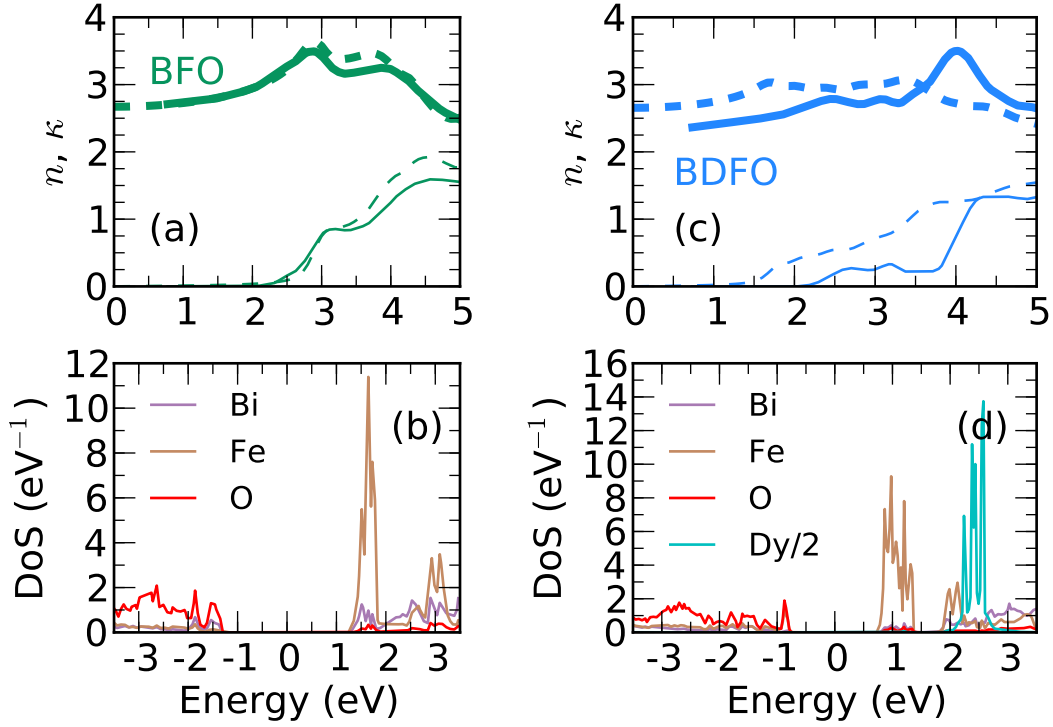 4
3
2
1
0
n, κ
BFO
(a)
0 1 2 3 4 5
4
3
2
1
0
n, κ
BDFO
(c)
0 1 2 3 4 5
12
10
8
6
4
2
0
DoS (eV⁻¹)
Bi
Fe
O
(b)
-3 -2 -1 0 1 2 3
Energy (eV)
16
14
12
10
8
6
4
2
0
DoS (eV⁻¹)
Bi
Fe
O
Dy/2
(d)
-3 -2 -1 0 1 2 3
Energy (eV)